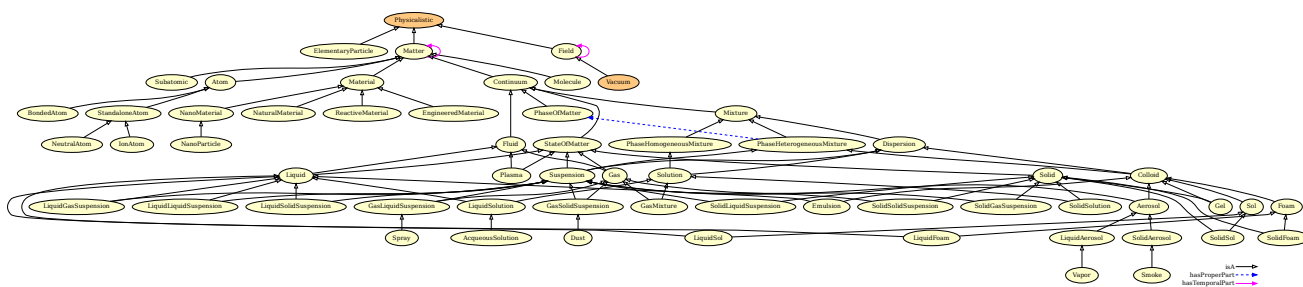 Physicalistic
ElementaryParticle Matter Field
Subatomic Atom Material Continuum Molecule Vacuum
BondedAtom StandaloneAtom NanoMaterial NaturalMaterial ReactiveMaterial EngineeredMaterial PhaseOfMatter Mixture
NeutralAtom IonAtom NanoParticle Fluid StateOfMatter PhaseHomogeneousMixture PhaseHeterogeneousMixture Dispersion
Liquid Plasma Suspension Gas Solution Solid Colloid
LiquidGasSuspension LiquidLiquidSuspension LiquidSolidSuspension GasLiquidSuspension LiquidSolution GasSolidSuspension GasMixture SolidLiquidSuspension Emulsion SolidSolidSuspension SolidGasSuspension SolidSolution Aerosol Gel Sol Foam
Spray AcqueousSolution Dust LiquidSol LiquidFoam LiquidAerosol SolidAerosol SolidSol SolidFoam
Vapor Smoke
isA
hasProperPart
hasTemporalPart